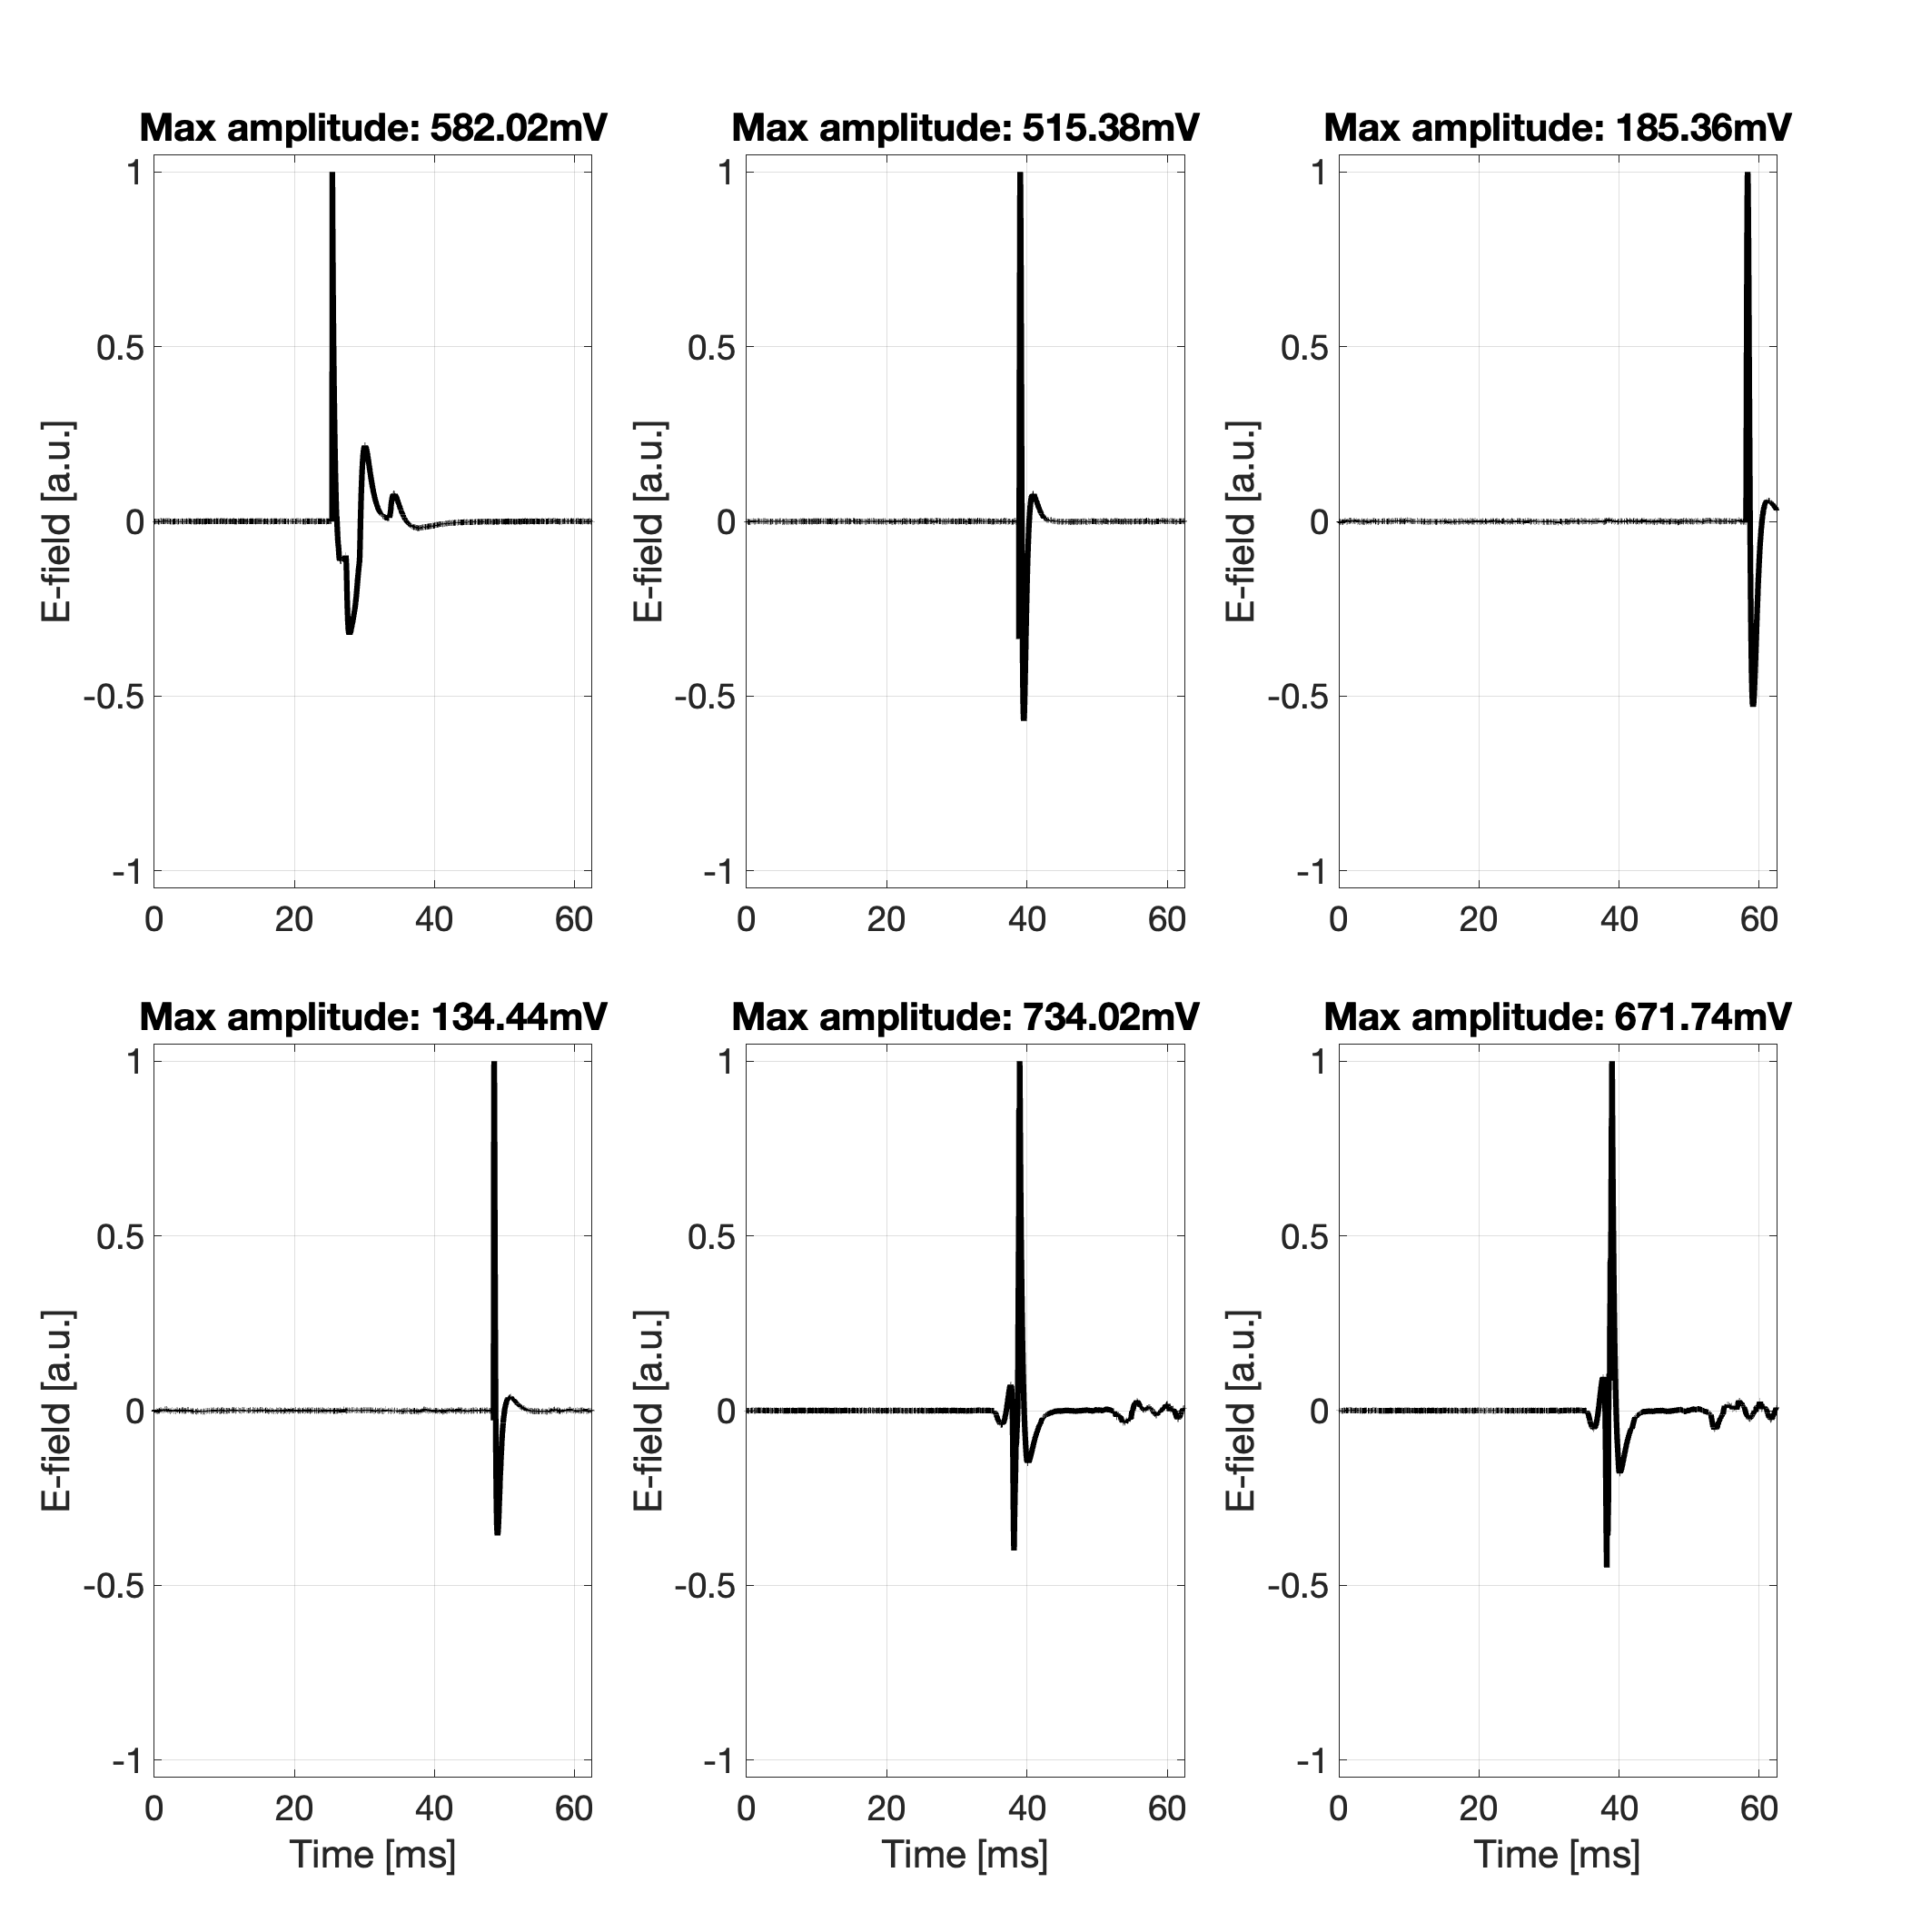 Max amplitude: 582.02mV
Max amplitude: 515.38mV
Max amplitude: 185.36mV
1
0.5
0
-0.5
-1
E-field [a.u.]
0 20 40 60
1
0.5
0
-0.5
-1
E-field [a.u.]
0 20 40 60
1
0.5
0
-0.5
-1
E-field [a.u.]
0 20 40 60
Max amplitude: 134.44mV
Max amplitude: 734.02mV
Max amplitude: 671.74mV
1
0.5
0
-0.5
-1
E-field [a.u.]
0 20 40 60
Time [ms]
1
0.5
0
-0.5
-1
E-field [a.u.]
0 20 40 60
Time [ms]
1
0.5
0
-0.5
-1
E-field [a.u.]
0 20 40 60
Time [ms]